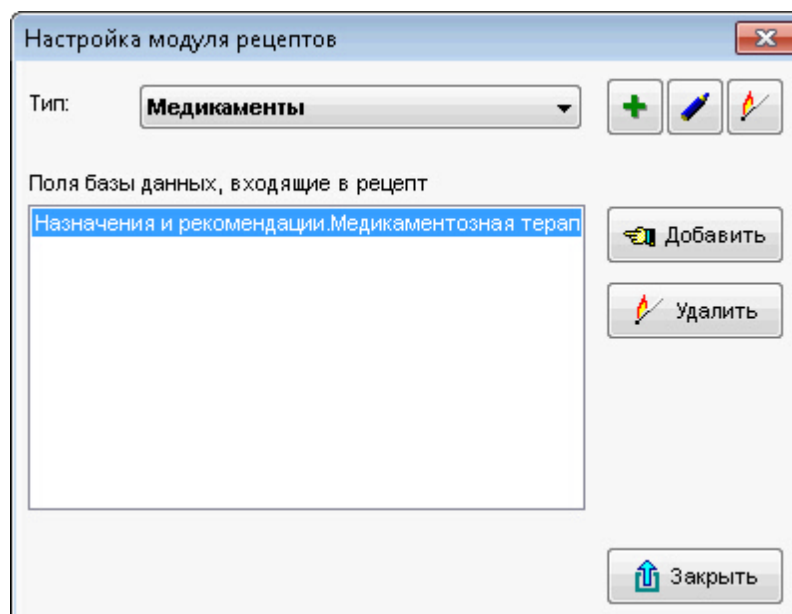 Настройка модуля рецептов
Тип:
Медикаменты
Поля базы данных, входящие в рецепт
Назначения и рекомендации.Медикаментозная терап
Добавить
Удалить
Закрыть